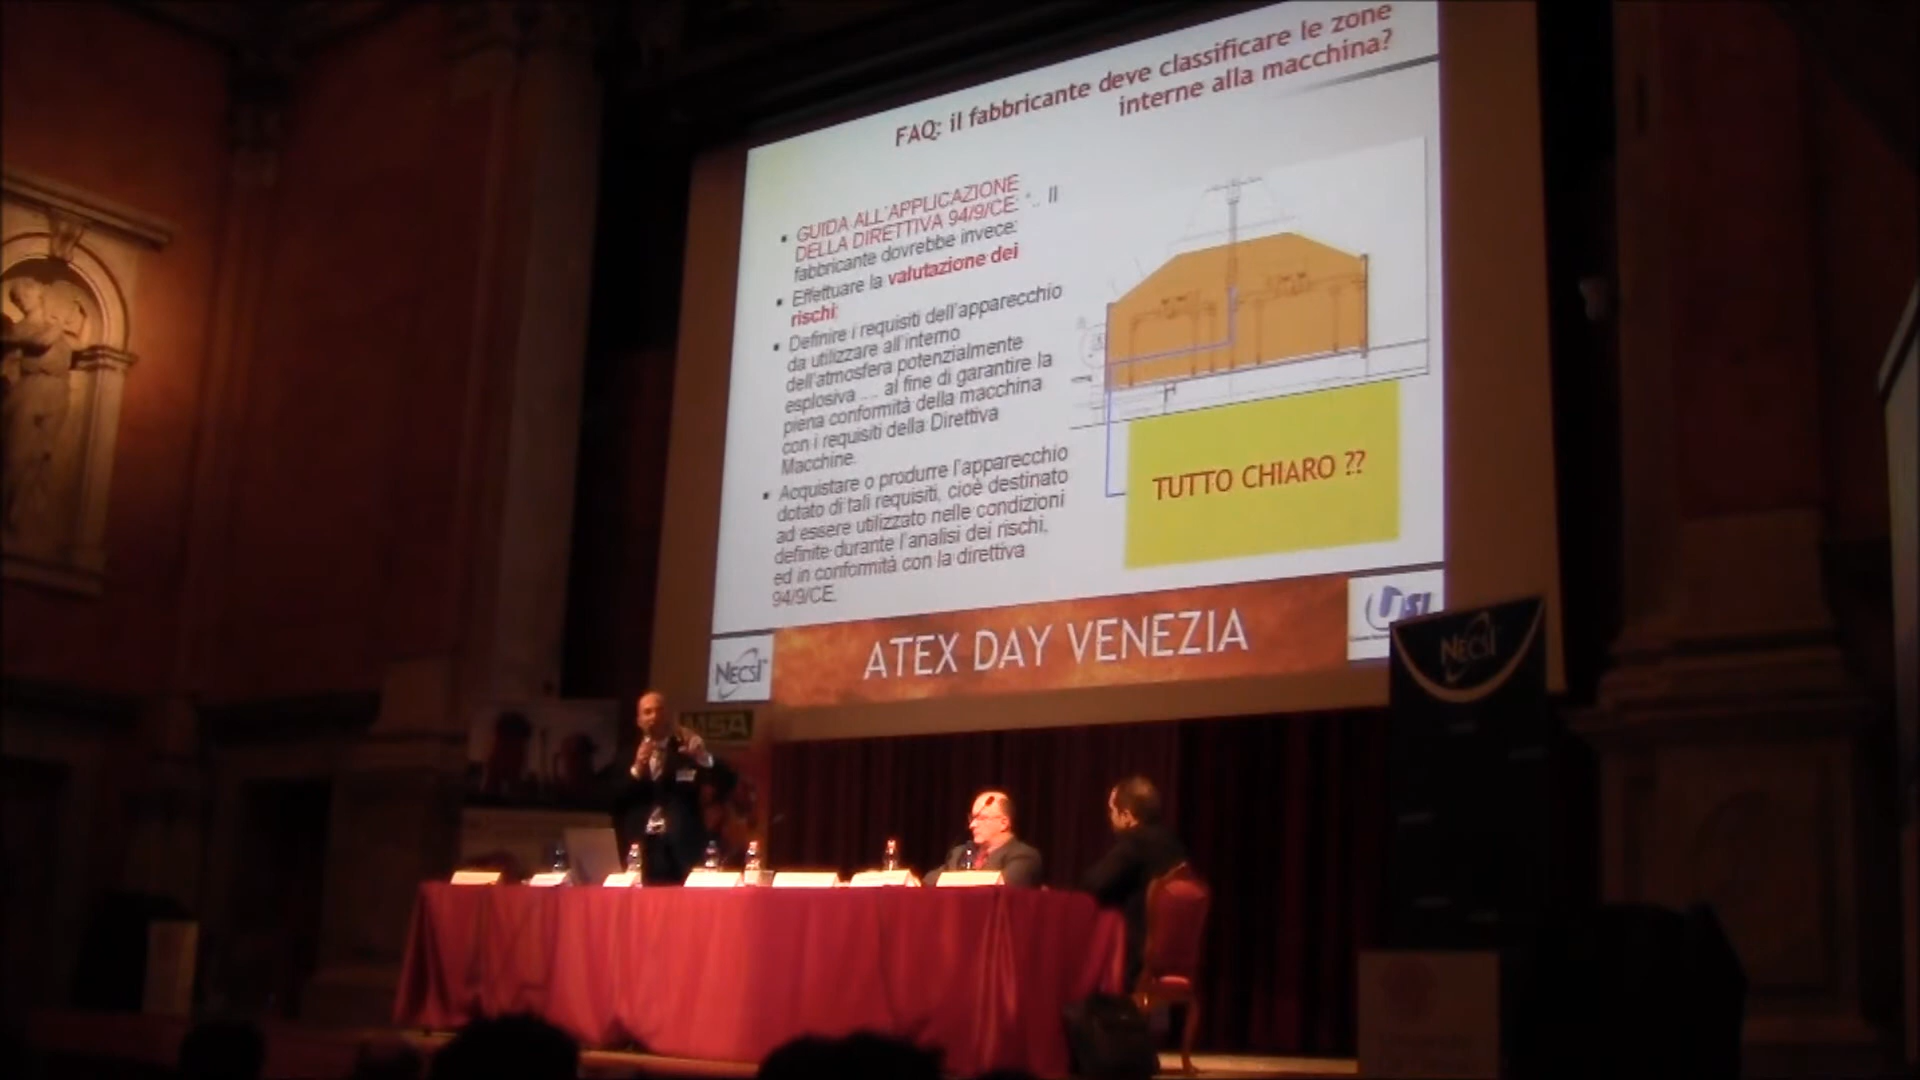 FAQ: il fabbricante deve classificare le zone
interne alla macchina?
GUIDA ALL'APPLICAZIONE
DELLA DIRETTIVA 94/9/CE: ".. Il
fabbricante dovrebbe invece:
Effettuare la valutazione dei
rischi;
Definire i requisiti dell'apparecchio
da utilizzare all'interno
dell'atmosfera potenzialmente
esplosiva .... al fine di garantire la
piena conformità della macchina
con i requisiti della Direttiva
Macchine.
Acquistare o produrre l'apparecchio
dotato di tali requisiti, cioè destinato
ad essere utilizzato nelle condizioni
definite durante l'analisi dei rischi,
ed in conformità con la direttiva
94/9/CE.
TUTTO CHIARO ??
NECSI
ATEX DAY VENEZIA
USL
NECSI
MSA